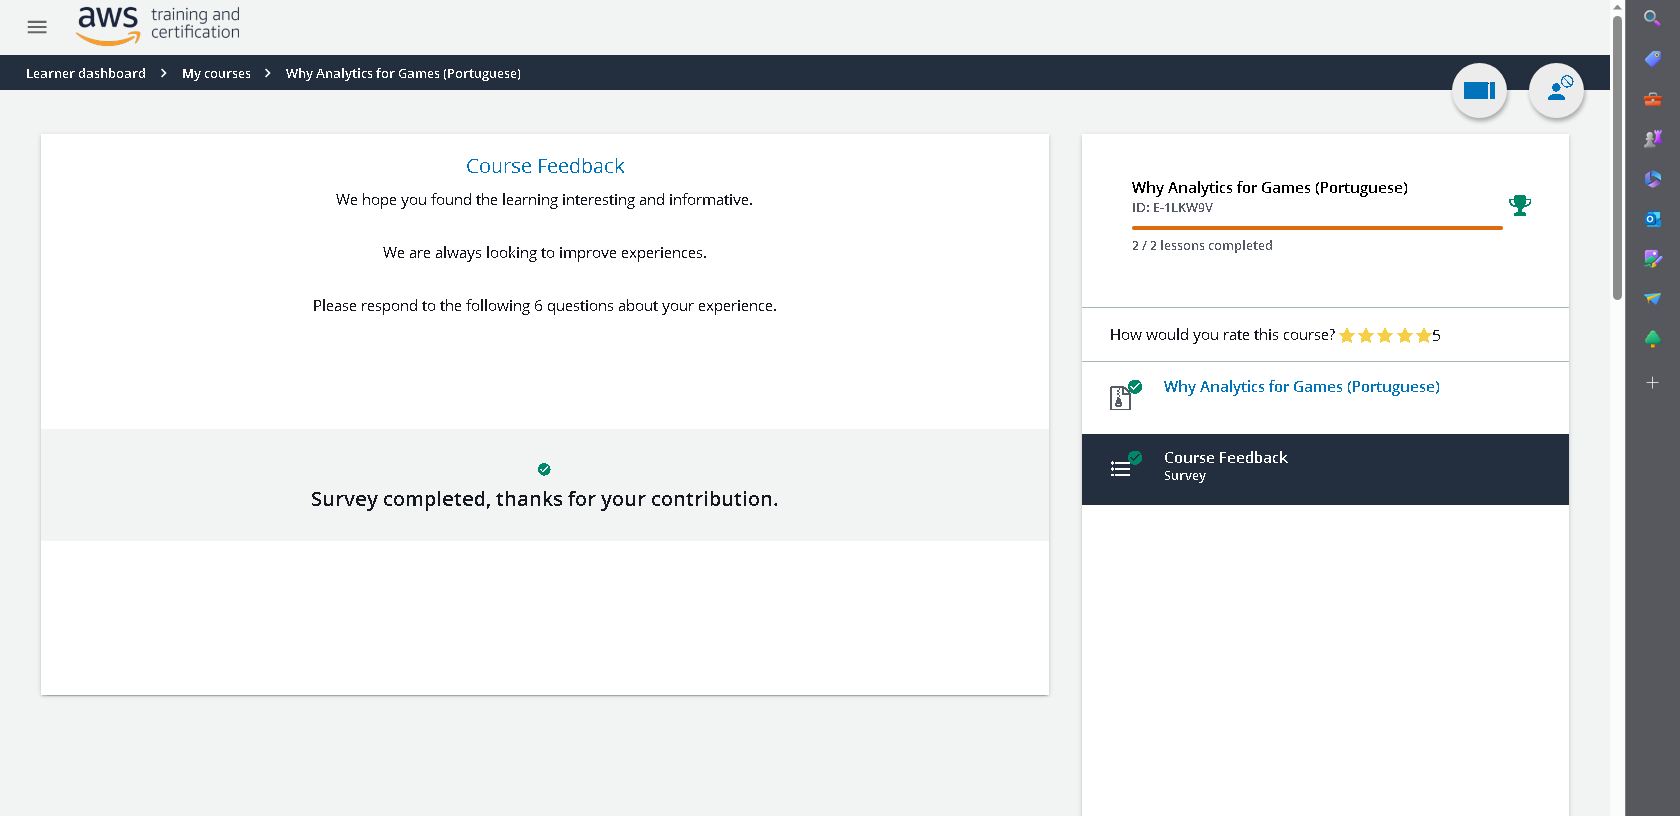 aws training and
certification
Learner dashboard > My courses > Why Analytics for Games (Portuguese)
Course Feedback
We hope you found the learning interesting and informative.
We are always looking to improve experiences.
Please respond to the following 6 questions about your experience.
Survey completed, thanks for your contribution.
Why Analytics for Games (Portuguese)
ID: E-1LKW9V
2 / 2 lessons completed
How would you rate this course? 5
Why Analytics for Games (Portuguese)
Course Feedback
Survey